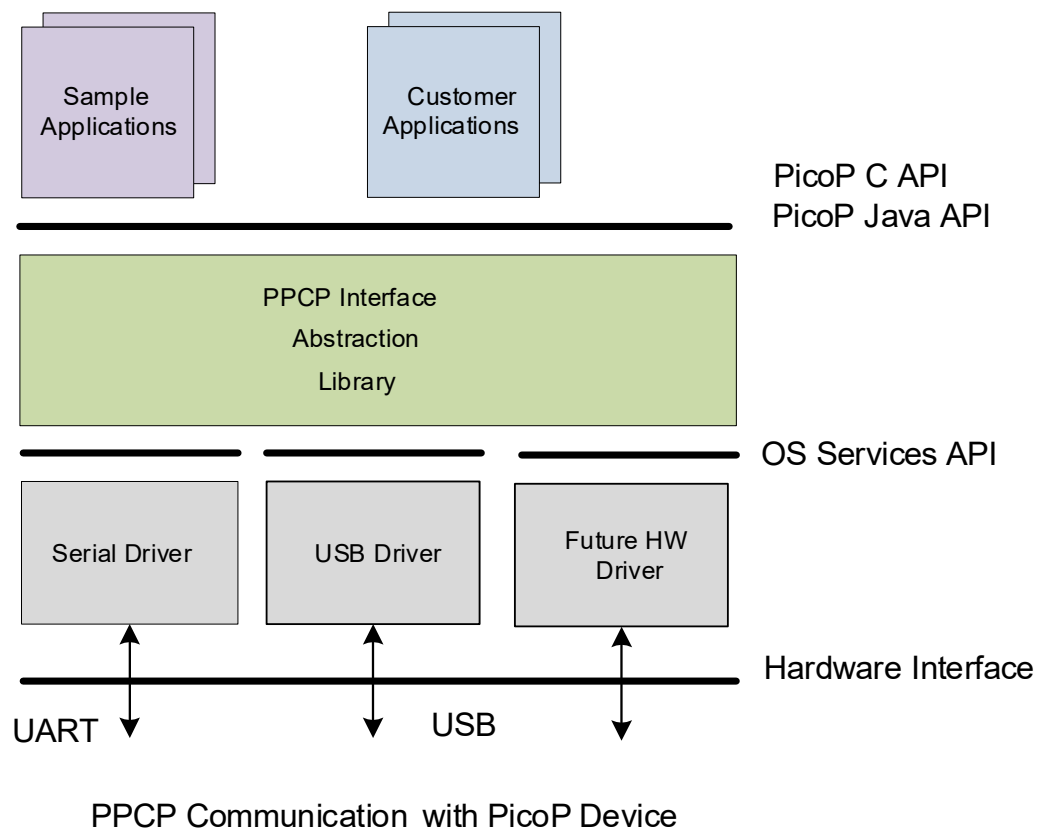 Sample
Applications
Customer
Applications
PicoP C API
PicoP Java API
PPCP Interface
Abstraction
Library
OS Services API
Serial Driver
USB Driver
Future HW
Driver
Hardware Interface
UART
USB
PPCP Communication with PicoP Device